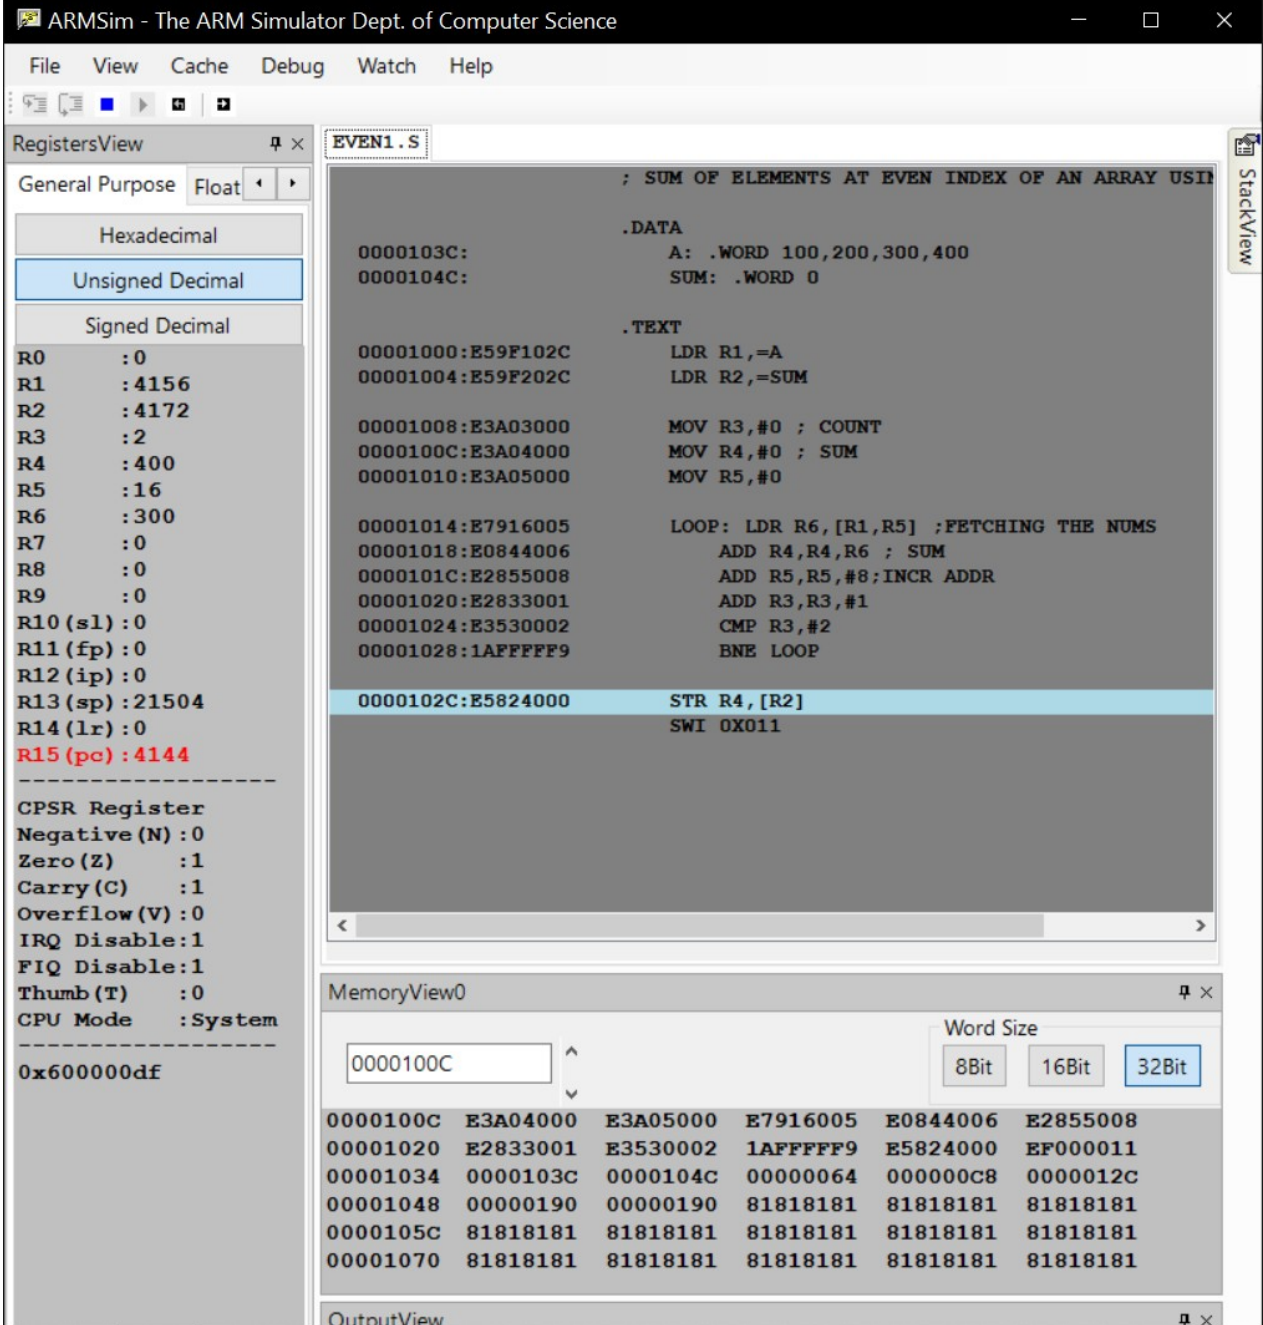 ARMSim - The ARM Simulator Dept. of Computer Science
File View Cache Debug Watch Help
RegistersView
General Purpose Float
Hexadecimal
Unsigned Decimal
Signed Decimal
R0 :0
R1 :4156
R2 :4172
R3 :2
R4 :400
R5 :16
R6 :300
R7 :0
R8 :0
R9 :0
R10(sl):0
R11(fp):0
R12(ip):0
R13(sp):21504
R14(lr):0
R15(pc):4144
-------------------
CPSR Register
Negative(N):0
Zero(Z) :1
Carry(C) :1
Overflow(V):0
IRQ Disable:1
FIQ Disable:1
Thumb(T) :0
CPU Mode :System
-------------------
0x600000df
EVEN1.S
; SUM OF ELEMENTS AT EVEN INDEX OF AN ARRAY
.DATA
0000103C: A: .WORD 100,200,300,400
0000104C: SUM: .WORD 0
.TEXT
00001000:E59F102C LDR R1,=A
00001004:E59F202C LDR R2,=SUM
00001008:E3A03000 MOV R3,#0 ; COUNT
0000100C:E3A04000 MOV R4,#0 ; SUM
00001010:E3A05000 MOV R5,#0
00001014:E7916005 LOOP: LDR R6,[R1,R5] ;FETCHING THE NUMS
00001018:E0844006 ADD R4,R4,R6 ; SUM
0000101C:E2855008 ADD R5,R5,#8;INCR ADDR
00001020:E2833001 ADD R3,R3,#1
00001024:E3530002 CMP R3,#2
00001028:1AFFFFF9 BNE LOOP
0000102C:E5824000 STR R4,[R2]
SWI 0X011
StackView
MemoryView0
Word Size
0000100C
8Bit 16Bit 32Bit
0000100C E3A04000 E3A05000 E7916005 E0844006 E2855008
00001020 E2833001 E3530002 1AFFFFF9 E5824000 EF000011
00001034 0000103C 0000104C 00000064 000000C8 0000012C
00001048 00000190 00000190 81818181 81818181 81818181
0000105C 81818181 81818181 81818181 81818181 81818181
00001070 81818181 81818181 81818181 81818181 81818181
OutputView